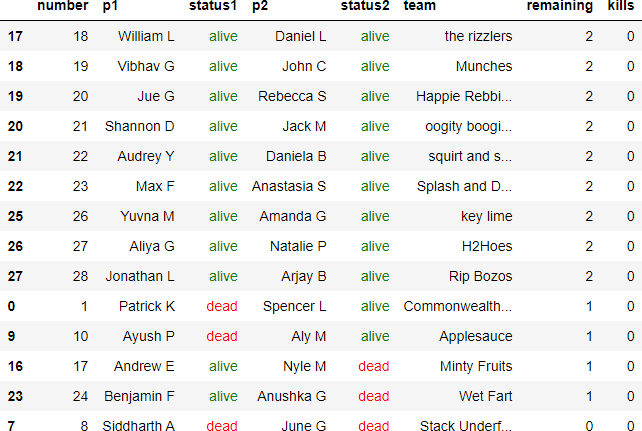 number p1 status1 p2 status2 team remaining kills
17 18 William L alive Daniel L alive the rizzlers 2 0
18 19 Vibhav G alive John C alive Munches 2 0
19 20 Jue G alive Rebecca S alive Happie Rebbi... 2 0
20 21 Shannon D alive Jack M alive oogity boogi... 2 0
21 22 Audrey Y alive Daniela B alive squirt and s... 2 0
22 23 Max F alive Anastasia S alive Splash and D... 2 0
25 26 Yuvna M alive Amanda G alive key lime 2 0
26 27 Aliya G alive Natalie P alive H2Hoes 2 0
27 28 Jonathan L alive Arjay B alive Rip Bozos 2 0
0 1 Patrick K dead Spencer L alive Commonwealth... 1 0
9 10 Ayush P dead Aly M alive Applesauce 1 0
16 17 Andrew E alive Nyle M dead Minty Fruits 1 0
23 24 Benjamin F alive Anushka G dead Wet Fart 1 0
7 8 Siddharth A dead June G dead Stack Underf... 0 0